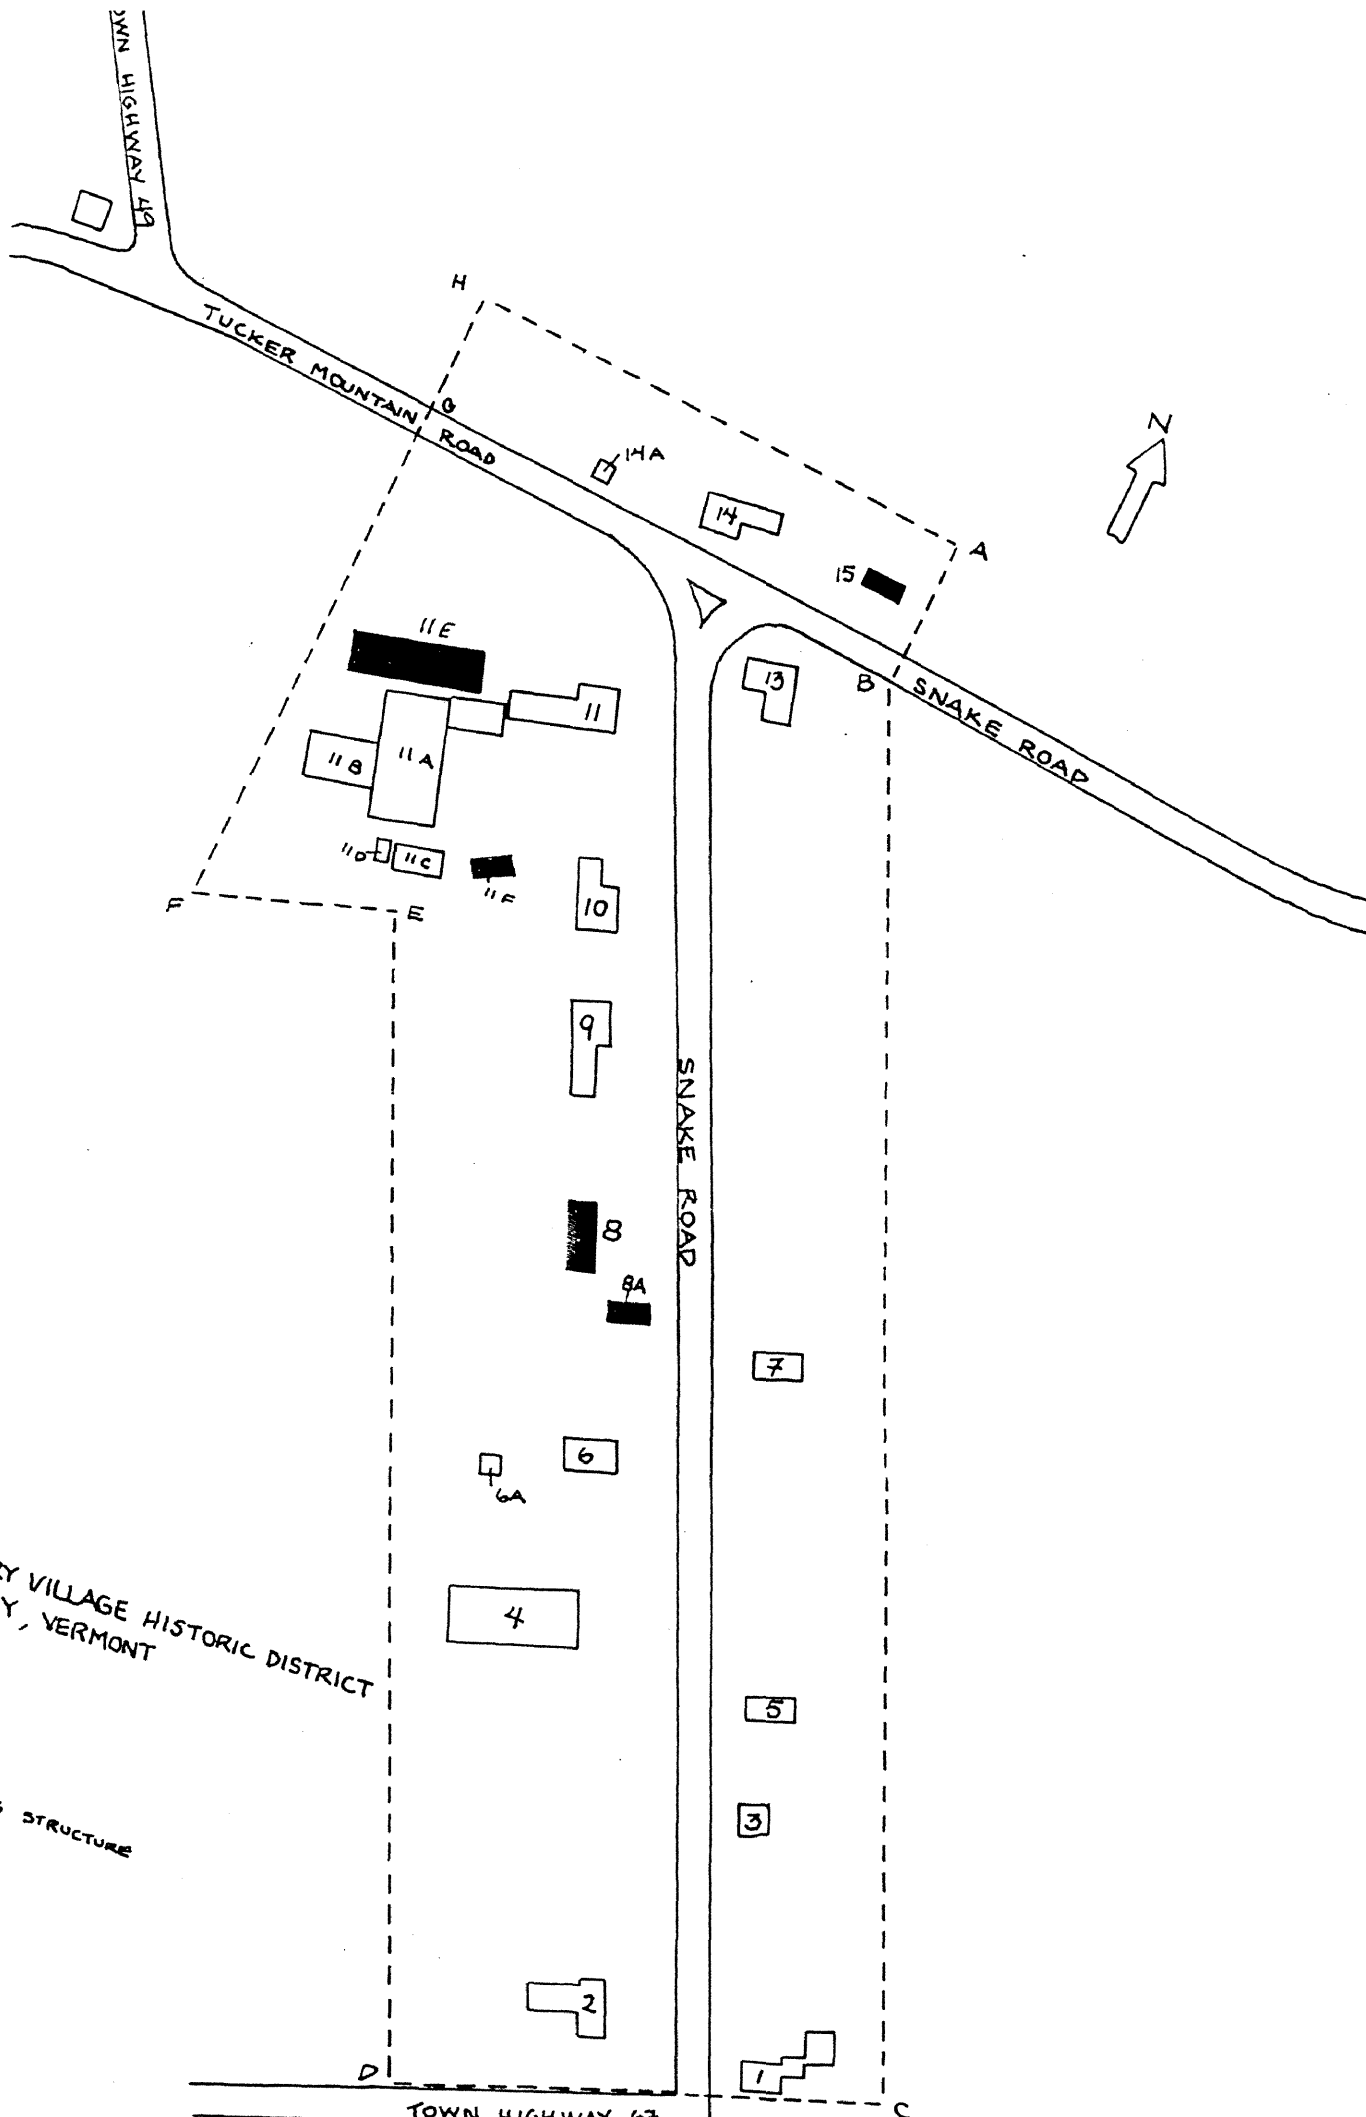 TOWN HIGHWAY 49
H
TUCKER MOUNTAIN ROAD
G
N
14A
14
A
15
11E
13
B
SNAKE ROAD
11
11B
11A
11D
11C
11F
10
F
E
9
SNAKE ROAD
8
8A
7
6
6A
VILLAGE HISTORIC DISTRICT
, VERMONT
4
5
3
STRUCTURE
2
D
1
C
TOWN HIGHWAY 67